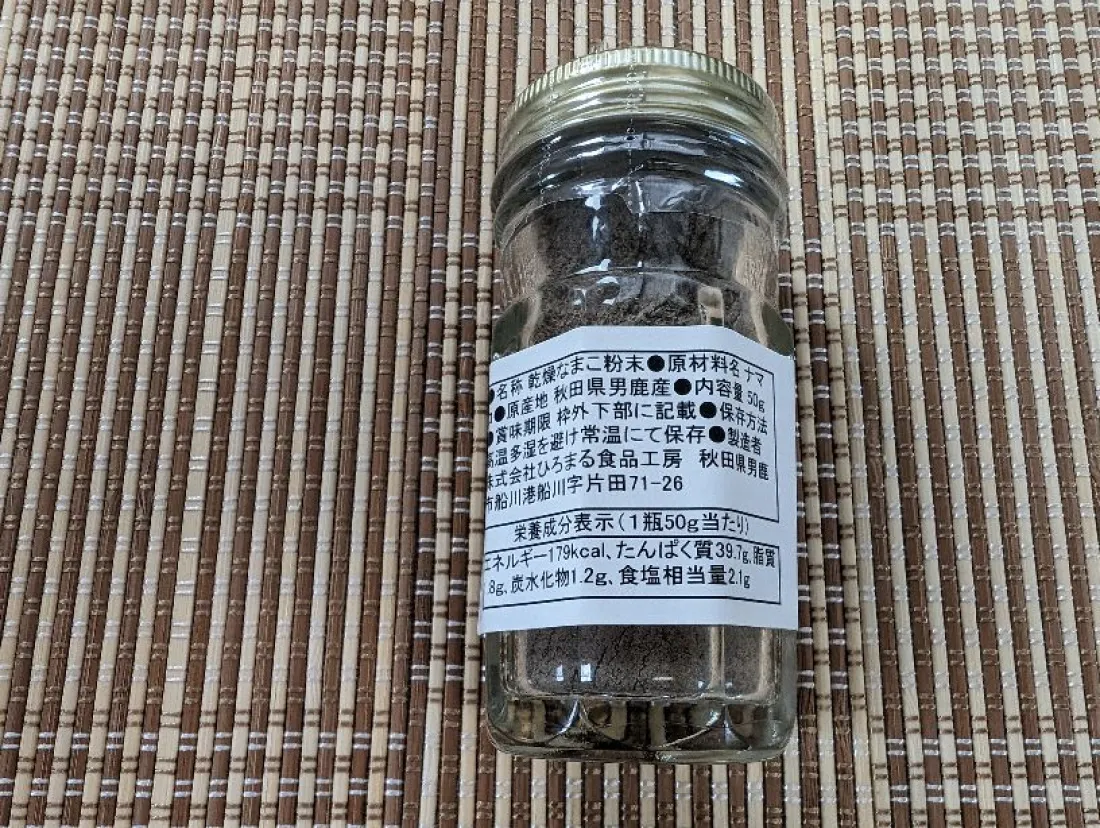 ●名称 乾燥なまこ粉末●原材料名 ナマ
●原産地 秋田県男鹿産●内容量 50g
●賞味期限 枠外下部に記載●保存方法
高温多湿を避け常温にて保存●製造者
株式会社ひろまる食品工房 秋田県男鹿
市船川港船川字片田71-26
栄養成分表示(1瓶50g当たり)
エネルギー179kcal、たんぱく質39.7g、脂質
.8g、炭水化物1.2g、食塩相当量2.1g